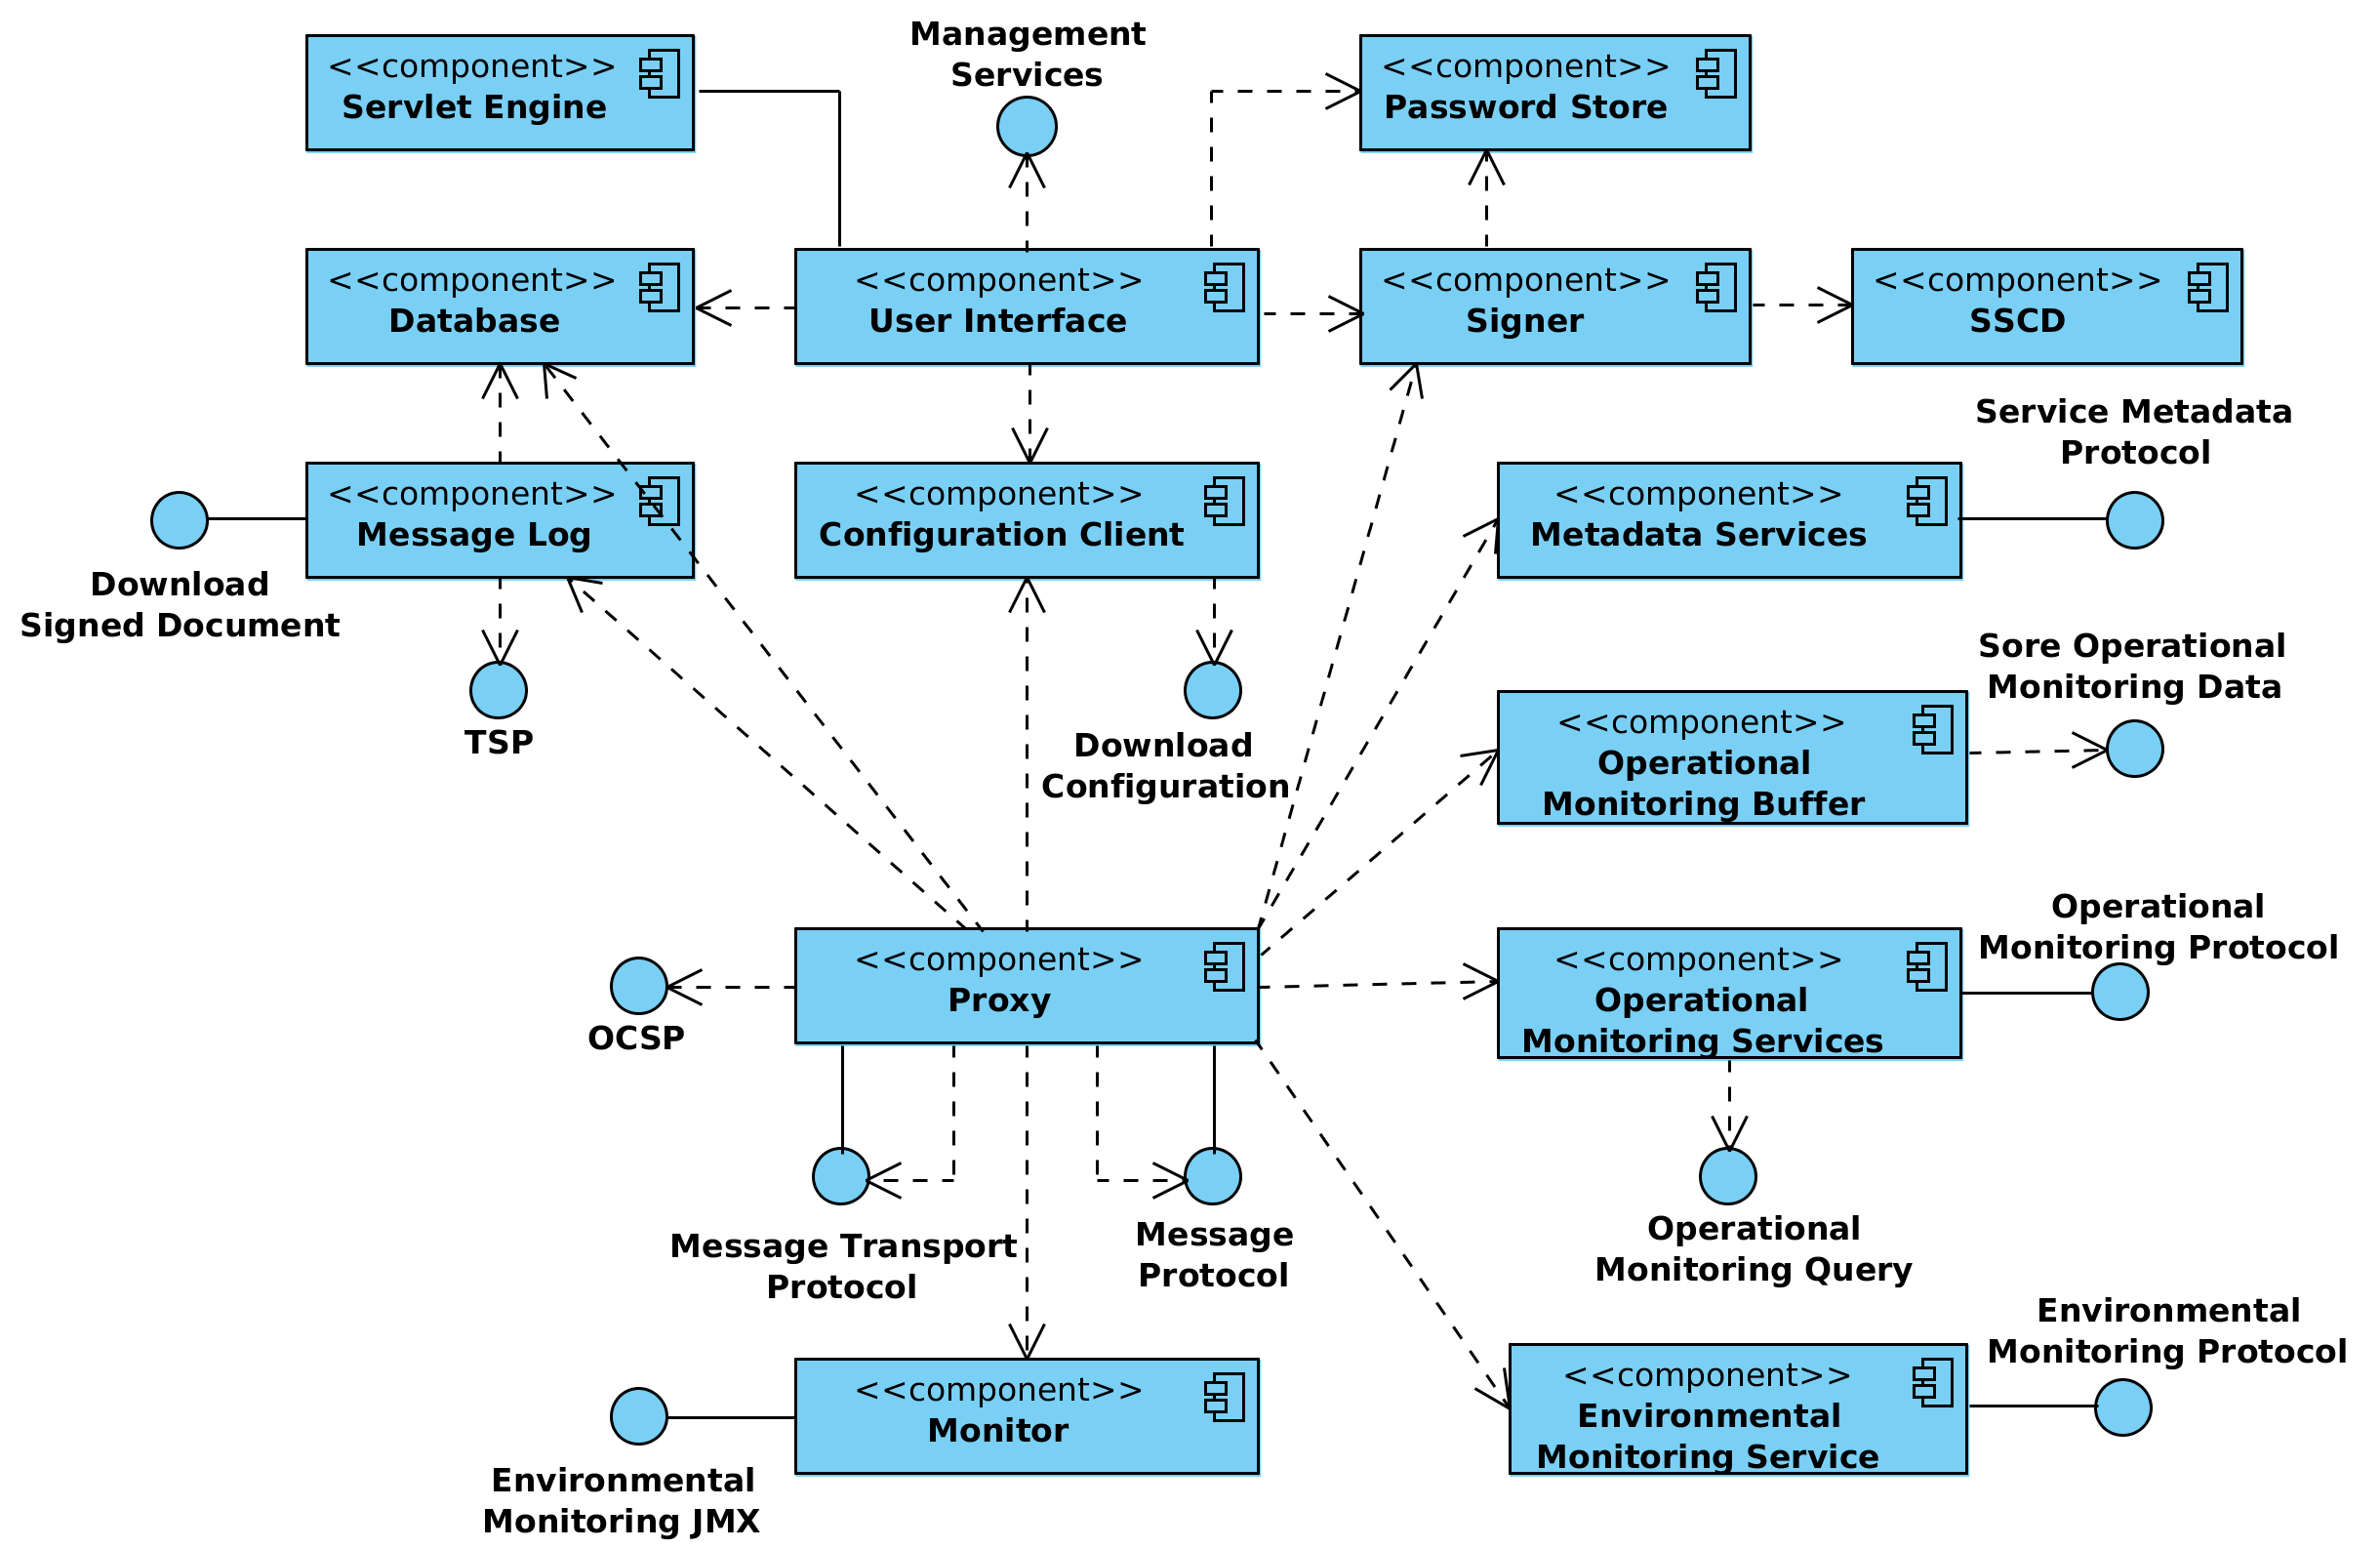 Management
Services
<<component>>
Servlet Engine
<<component>>
Password Store
<<component>>
Database
<<component>>
User Interface
<<component>>
Signer
<<component>>
SSCD
Service Metadata
Protocol
<<component>>
Message Log
<<component>>
Configuration Client
<<component>>
Metadata Services
Download
Signed Document
TSP
Download
Configuration
Sore Operational
Monitoring Data
<<component>>
Operational
Monitoring Buffer
Operational
Monitoring Protocol
<<component>>
Proxy
<<component>>
Operational
Monitoring Services
OCSP
Message Transport
Protocol
Message
Protocol
Operational
Monitoring Query
Environmental
Monitoring Protocol
<<component>>
Monitor
<<component>>
Environmental
Monitoring Service
Environmental
Monitoring JMX